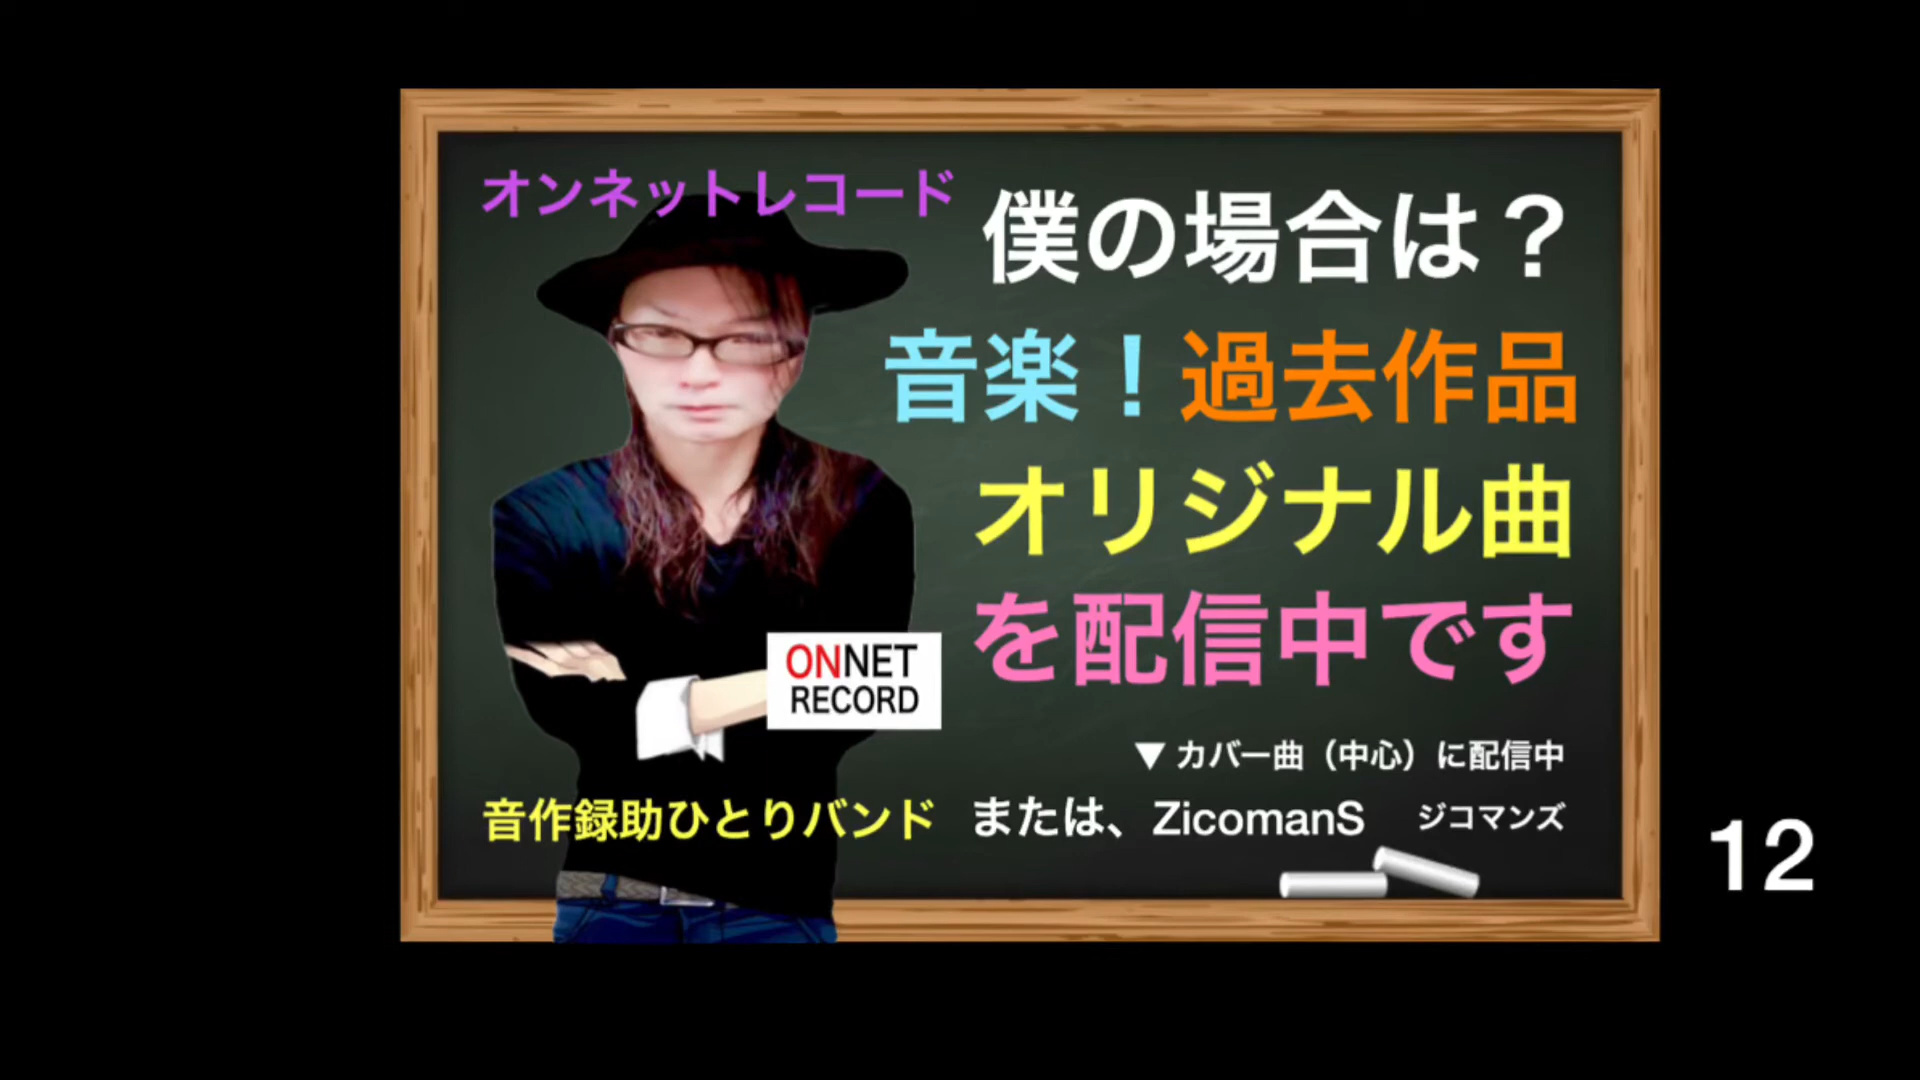 オンネットレコード
僕の場合は？
音楽！過去作品
オリジナル曲
を配信中です
ONNET
RECORD
▼ カバー曲（中心）に配信中
音作録助ひとりバンド
または、ZicomanS ジコマンズ
12